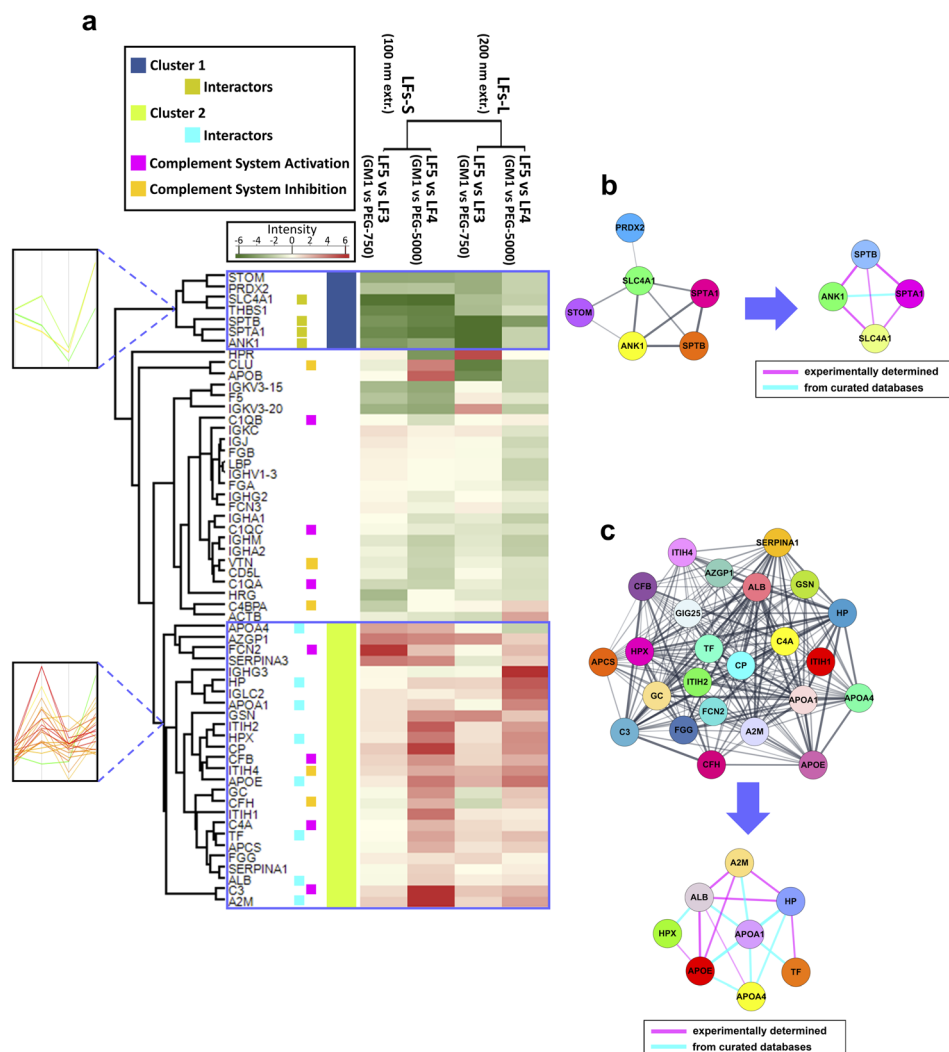 a
Cluster 1
Interactors
Cluster 2
Interactors
Complement System Activation
Complement System Inhibition
LFs-S
(100 nm extr.)
LFs-L
(200 nm extr.)
LF5 vs LF3
(GM1 vs PEG-750)
LF5 vs LF4
(GM1 vs PEG-5000)
LF5 vs LF3
(GM1 vs PEG-750)
LF5 vs LF4
(GM1 vs PEG-5000)
Intensity
-6 -4 -2 0 2 4 6
STOM
PRDX2
SLC4A1
THBS1
SPTB
SPTA1
ANK1
HPR
CLU
APOB
IGKV3-15
F5
IGKV3-20
C1QB
IGKC
IGJ
FGB
LBP
IGHV1-3
FGA
IGHG2
FCN3
IGHA1
C1QC
IGHM
IGHA2
VTN
CD5L
C1QA
HRG
C4BPA
ACTB
APOA4
AZGP1
FCN2
SERPINA3
IGHG3
HP
IGLC2
APOA1
GSN
ITIH2
HPX
CP
CFB
ITIH4
APOE
GC
CFH
ITIH1
C4A
TF
APCS
FGG
SERPINA1
ALB
C3
A2M
b
PRDX2
SLC4A1
SPTA1
STOM
ANK1
SPTB
SPTB
ANK1
SPTA1
SLC4A1
experimentally determined
from curated databases
c
SERPINA1
ITIH4
AZGP1
ALB
GSN
CFB
GIG25
HP
C4A
HPX
TF
APCS
CP
ITIH1
ITIH2
GC
APOA1
APOA4
FCN2
C3
FGG
A2M
CFH
APOE
A2M
ALB
HP
HPX
APOA1
APOE
TF
APOA4
experimentally determined
from curated databases